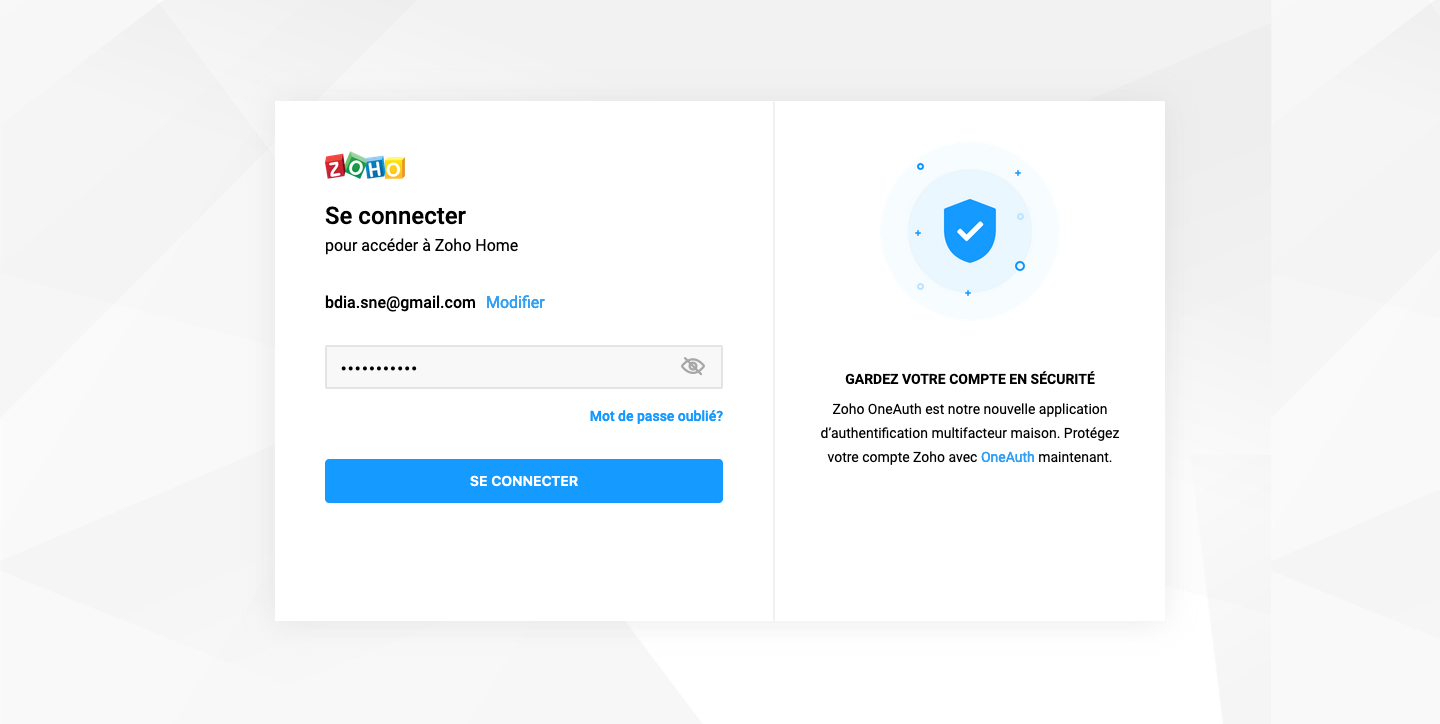 ZOHO
Se connecter
pour accéder à Zoho Home
bdia.sne@gmail.com Modifier
•••••••••••
Mot de passe oublié?
SE CONNECTER
GARDEZ VOTRE COMPTE EN SÉCURITÉ
Zoho OneAuth est notre nouvelle application
d’authentification multifacteur maison. Protégez
votre compte Zoho avec OneAuth maintenant.